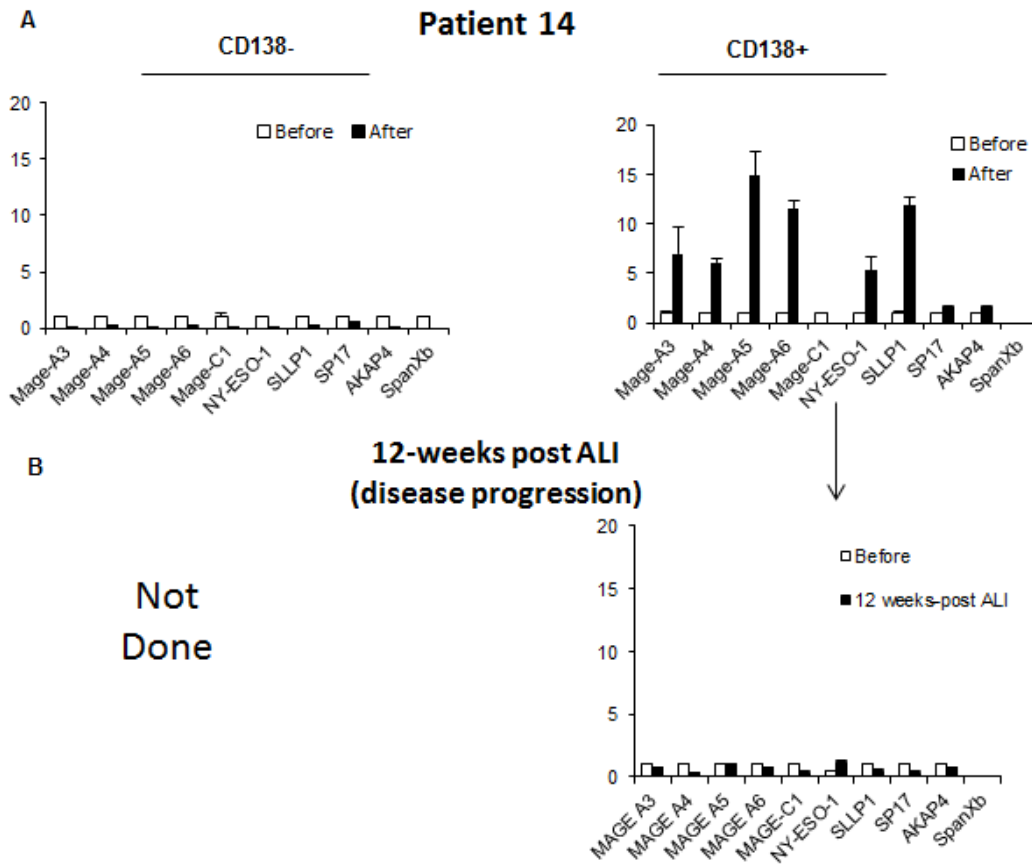 A
Patient 14
CD138-
CD138+
20
15
10
5
0
Before
After
Mage-A3
Mage-A4
Mage-A5
Mage-A6
Mage-C1
NY-ESO-1
SLLP1
SP17
AKAP4
SpanXb
20
15
10
5
0
Before
After
Mage-A3
Mage-A4
Mage-A5
Mage-A6
Mage-C1
NY-ESO-1
SLLP1
SP17
AKAP4
SpanXb
B
12-weeks post ALI
(disease progression)
Not
Done
20
15
10
5
0
Before
12 weeks-post ALI
MAGE A3
MAGE A4
MAGE A5
MAGE A6
MAGE-C1
NY-ESO-1
SLLP1
SP17
AKAP4
SpanXb